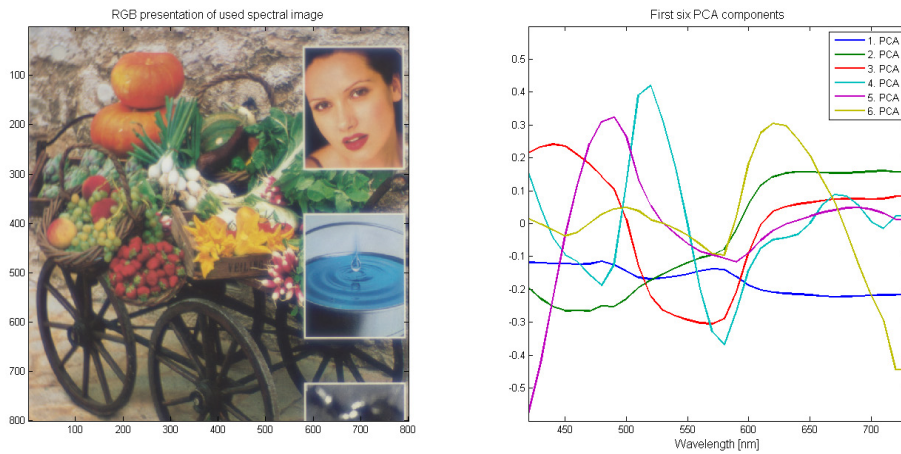 RGB presentation of used spectral image
100
200
300
400
500
600
700
800
100 200 300 400 500 600 700 800
First six PCA components
0.5
0.4
0.3
0.2
0.1
0
-0.1
-0.2
-0.3
-0.4
-0.5
450 500 550 600 650 700
Wavelength [nm]
1. PCA
2. PCA
3. PCA
4. PCA
5. PCA
6. PCA